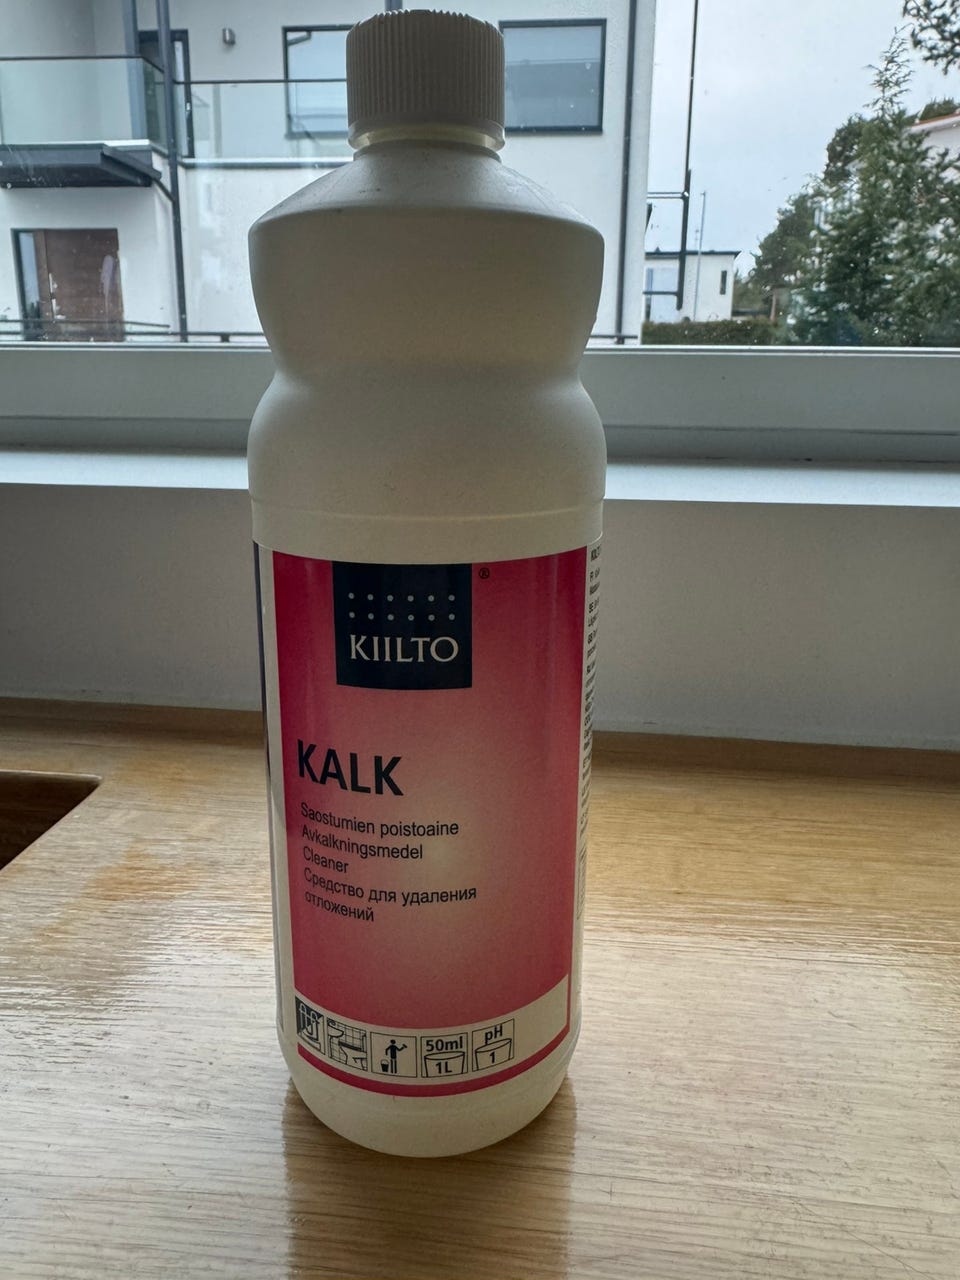 ®
KIILTO
KALK
Saostumien poistoaine
Avkalkningsmedel
Cleaner
Средство для удаления
отложений
50ml
1L
pH
1